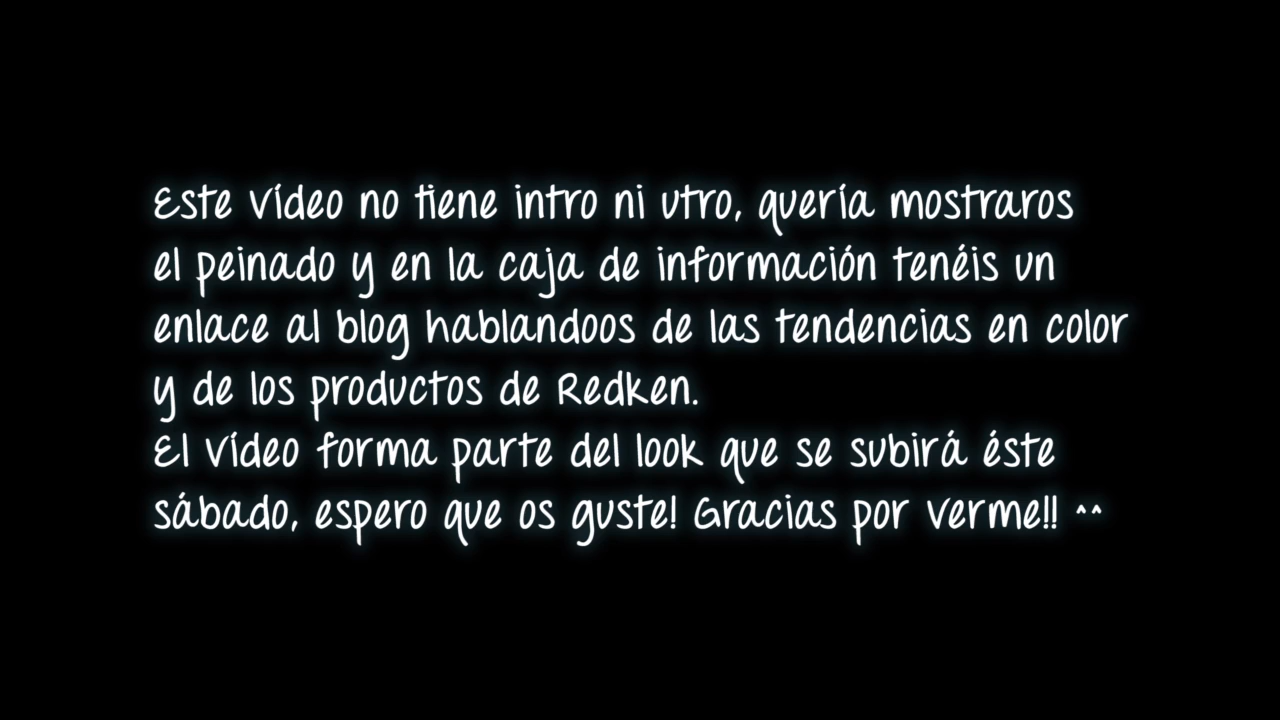 Este vídeo no tiene intro ni utro, quería mostraros
el peinado y en la caja de información tenéis un
enlace al blog hablandoos de las tendencias en color
y de los productos de Redken.
El vídeo forma parte del look que se subirá éste
sábado, espero que os guste! Gracias por verme!! ^^